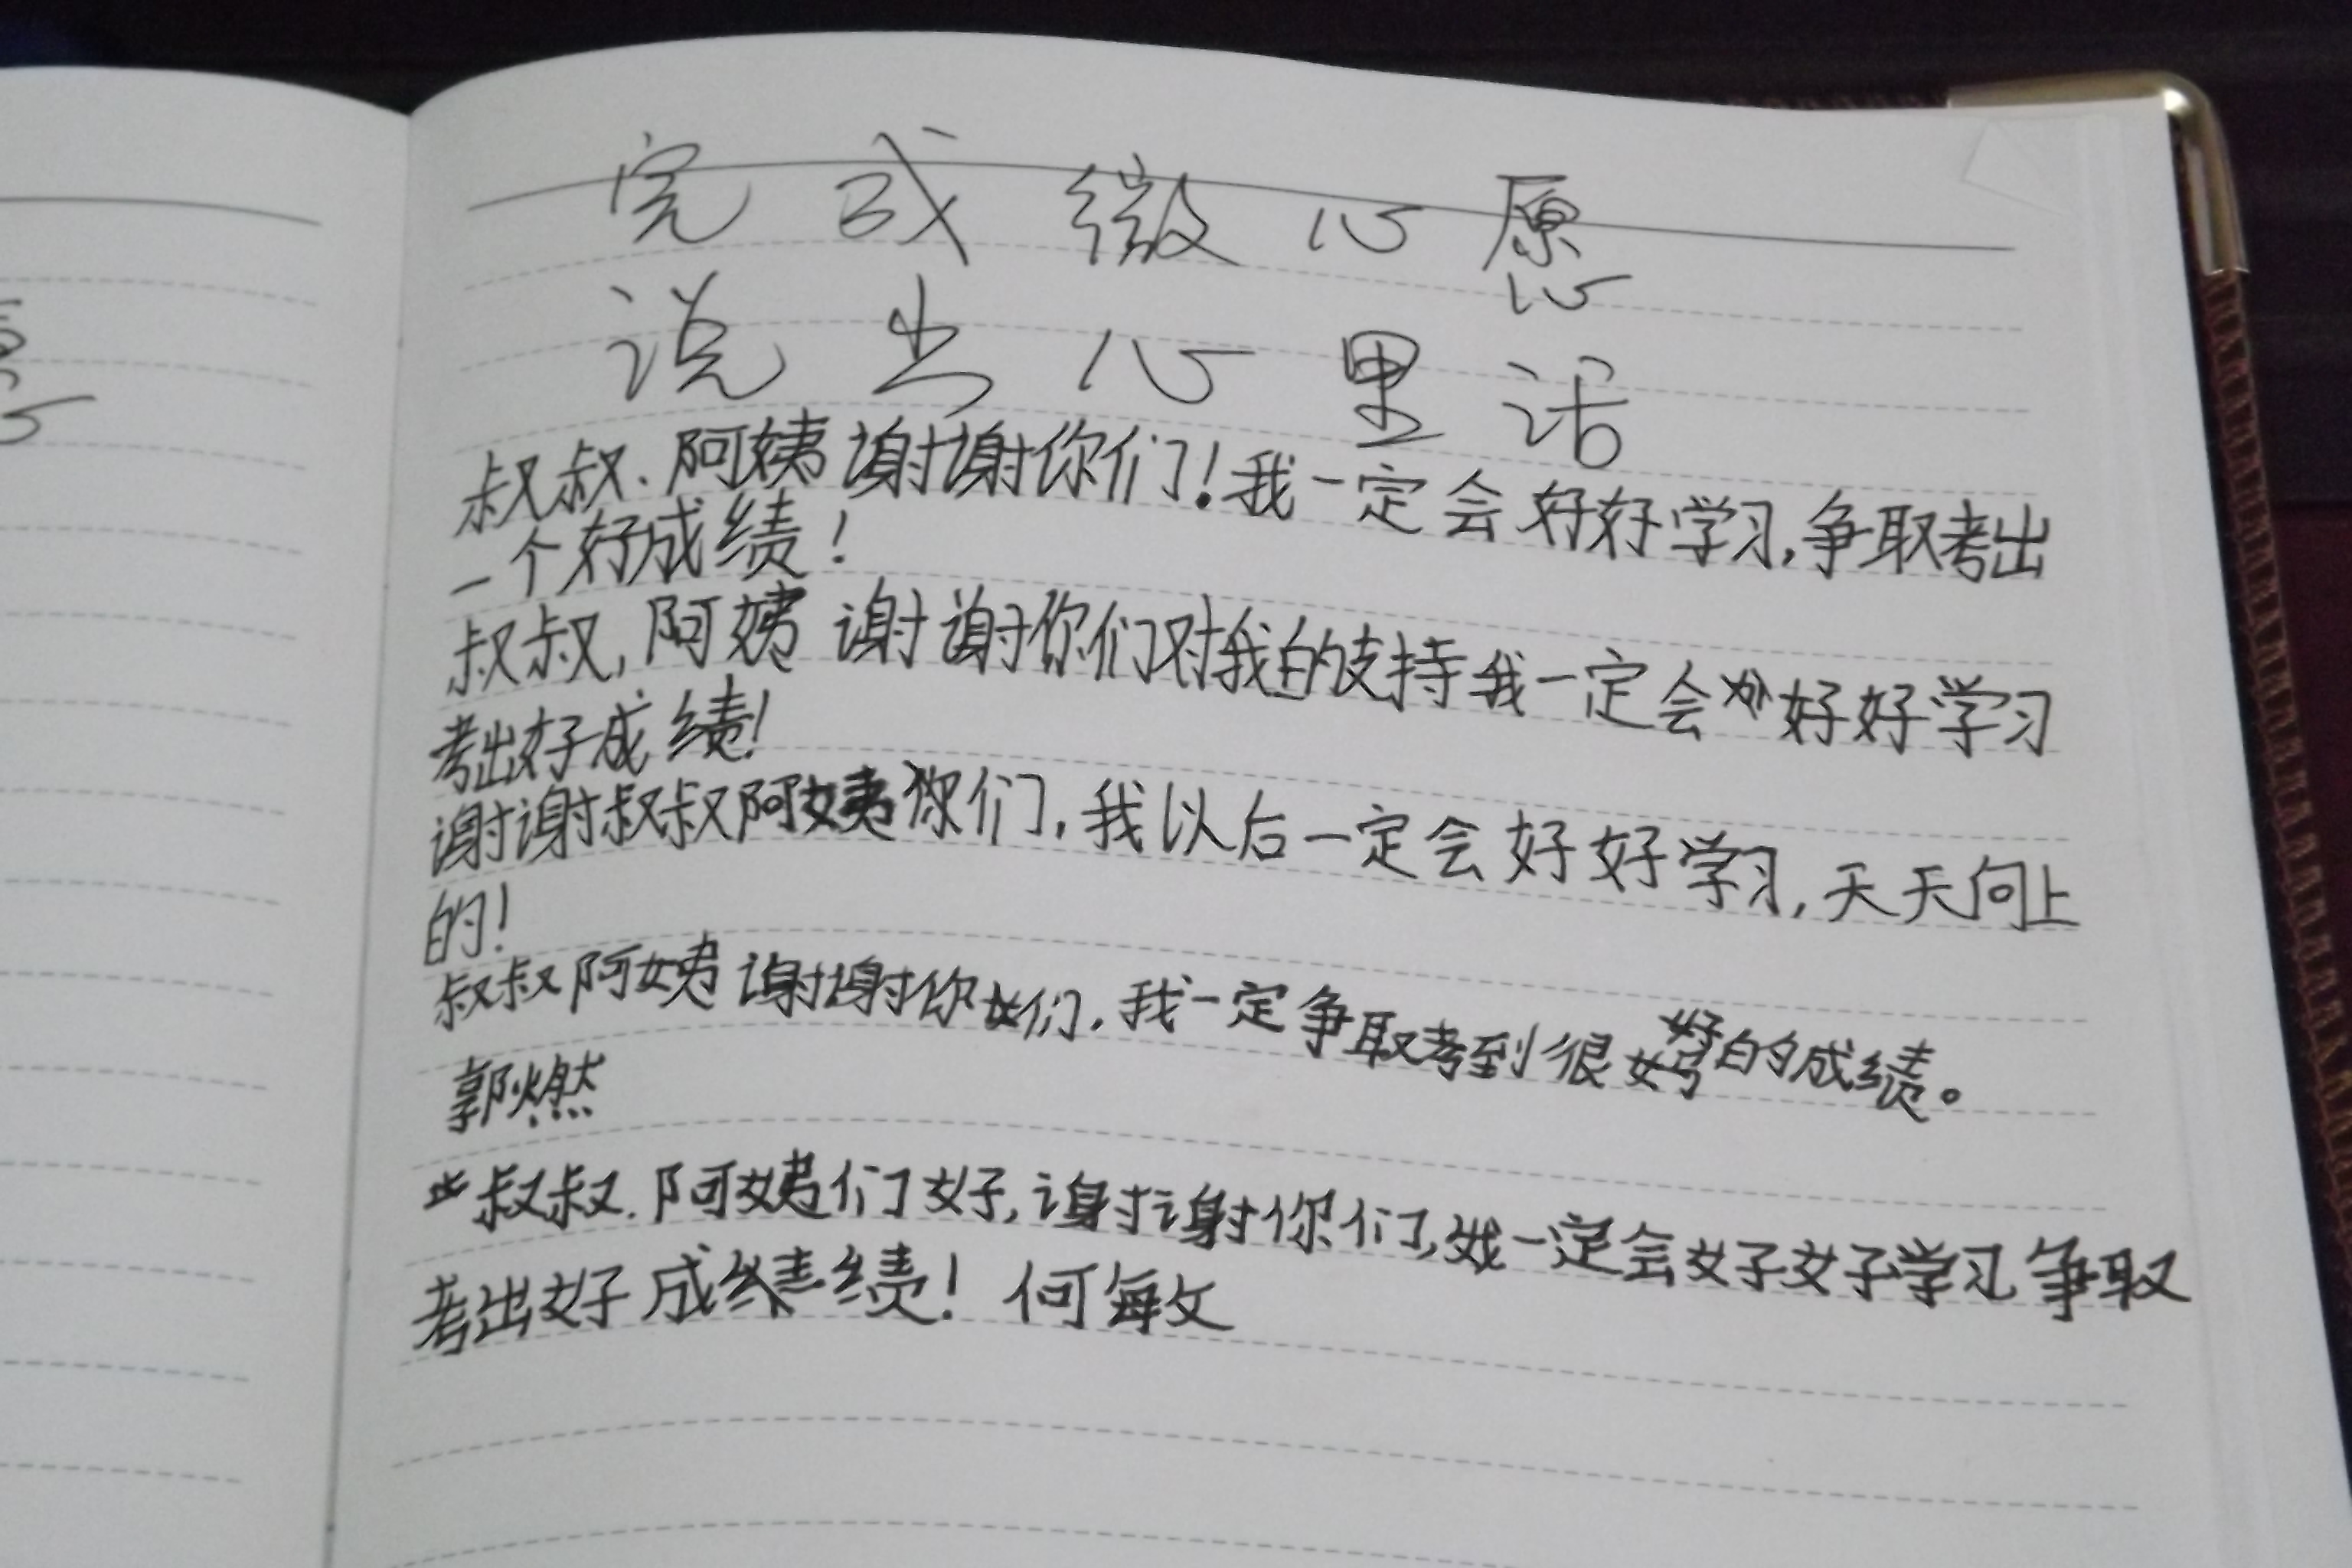 完成微心愿
说出心里话
叔叔.阿姨谢谢你们!我一定会好好学习,争取考出
一个好成绩!
叔叔,阿姨谢谢你们对我的支持我一定会好好学习
考出好成绩!
谢谢叔叔阿姨你们,我以后一定会好好学习,天天向上
的!
叔叔阿姨谢谢你们,我一定争取考到很好的成绩。
郭燃
叔叔.阿姨们好,谢谢你们,我一定会好好学习争取
考出好成绩!何每文